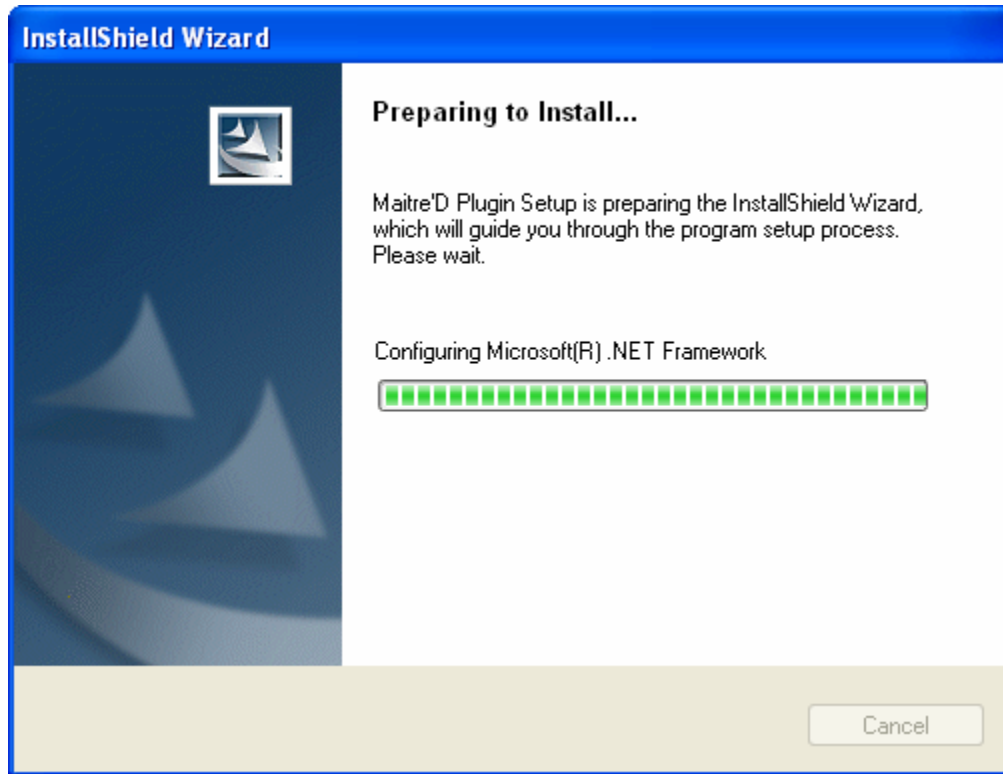 InstallShield Wizard
Preparing to Install...
Maitre'D Plugin Setup is preparing the InstallShield Wizard,
which will guide you through the program setup process.
Please wait.
Configuring Microsoft(R) .NET Framework
Cancel